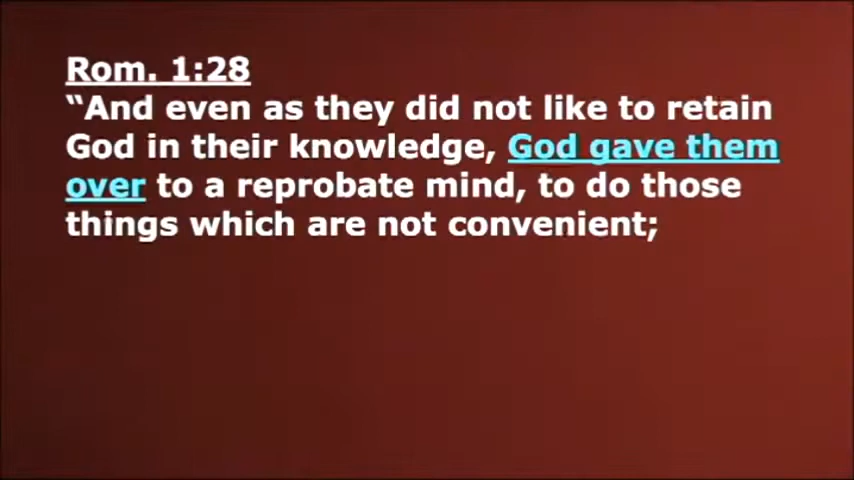 Rom. 1:28
“And even as they did not like to retain
God in their knowledge, God gave them
over to a reprobate mind, to do those
things which are not convenient;